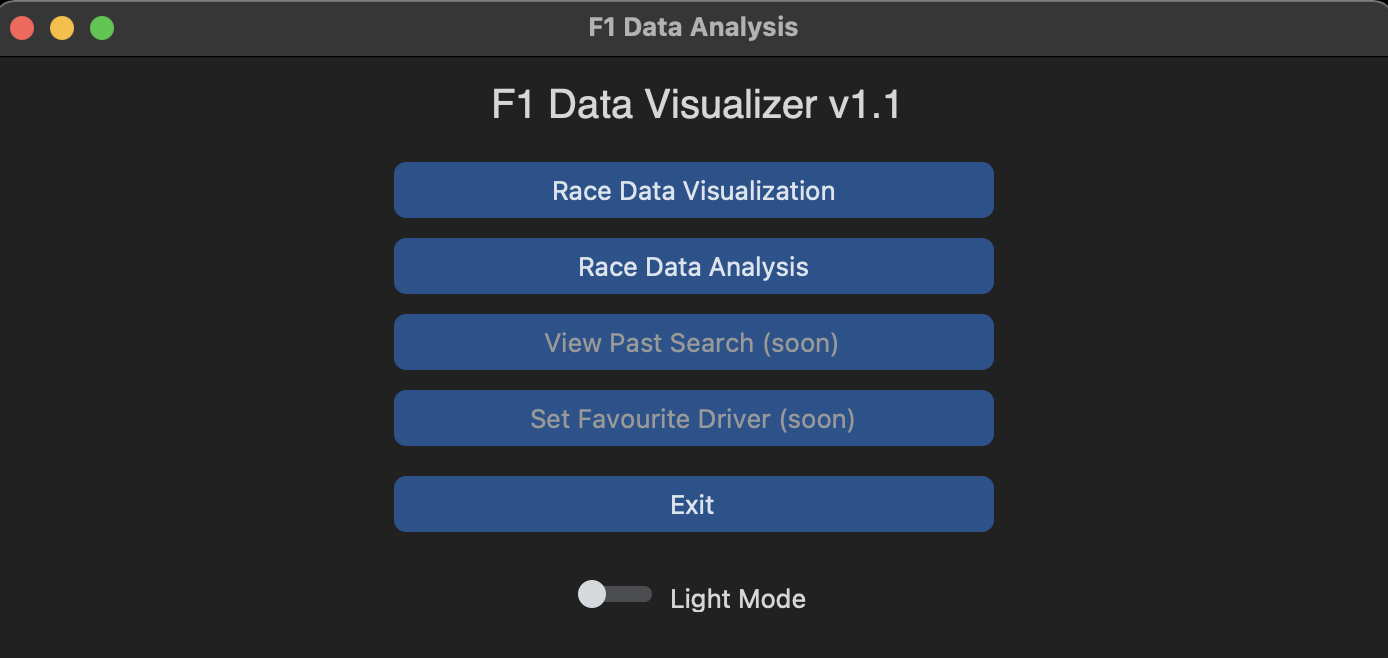 F1 Data Analysis
F1 Data Visualizer v1.1
Race Data Visualization
Race Data Analysis
View Past Search (soon)
Set Favourite Driver (soon)
Exit
Light Mode